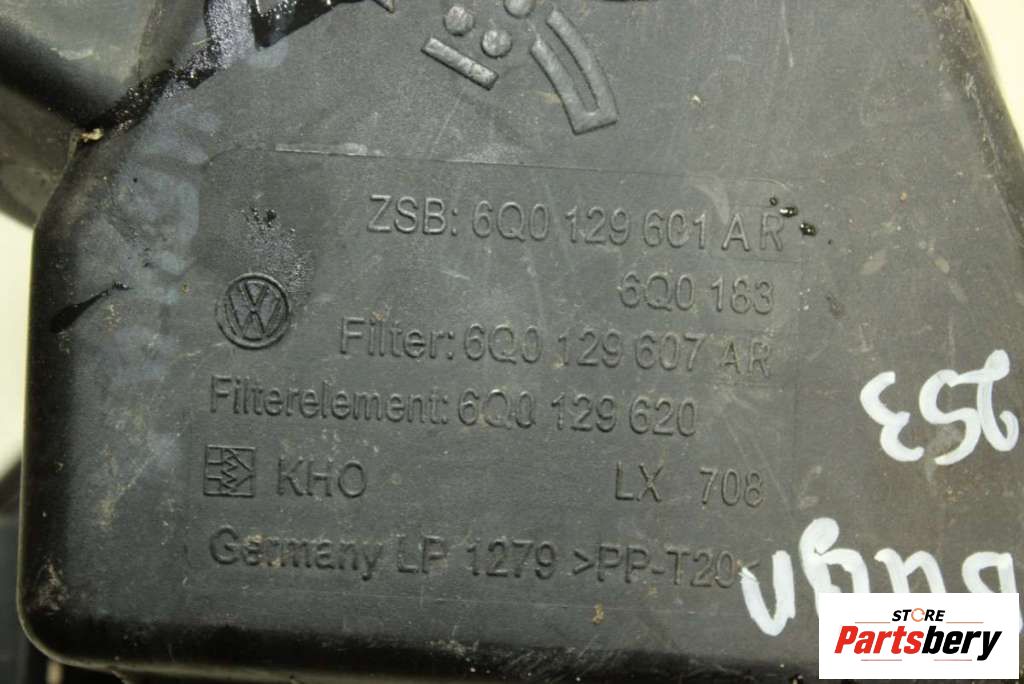 ZSB: 6Q0 129 601 A R
6Q0 183
Filter: 6Q0 129 607 AR
Filterelement: 6Q0 129 620
KHO LX 708
Germany LP 1279 >PP-T20<
253
STORE
Partsbery